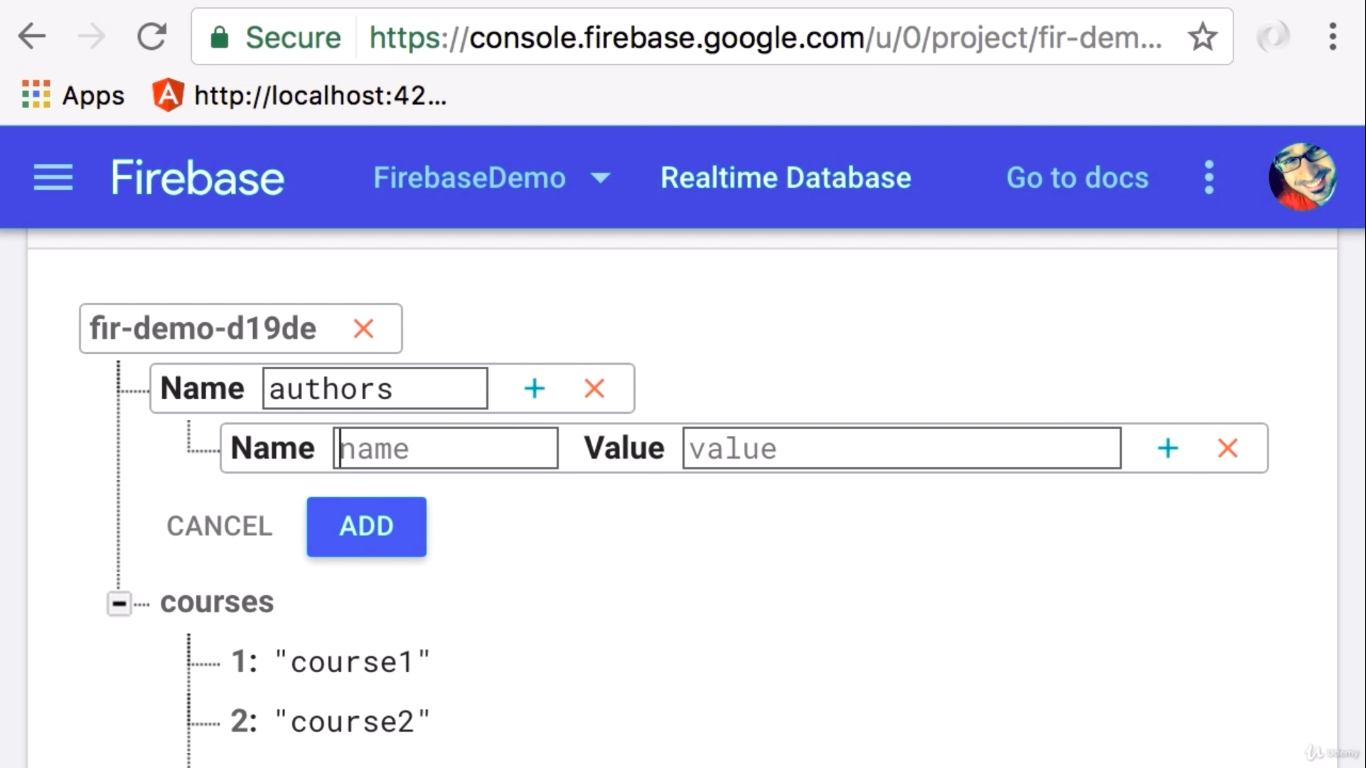 Secure https://console.firebase.google.com/u/0/project/fir-dem...
Apps http://localhost:42...
Firebase FirebaseDemo Realtime Database Go to docs
fir-demo-d19de
Name authors
Name name Value value
CANCEL ADD
courses
1: "course1"
2: "course2"
Udemy